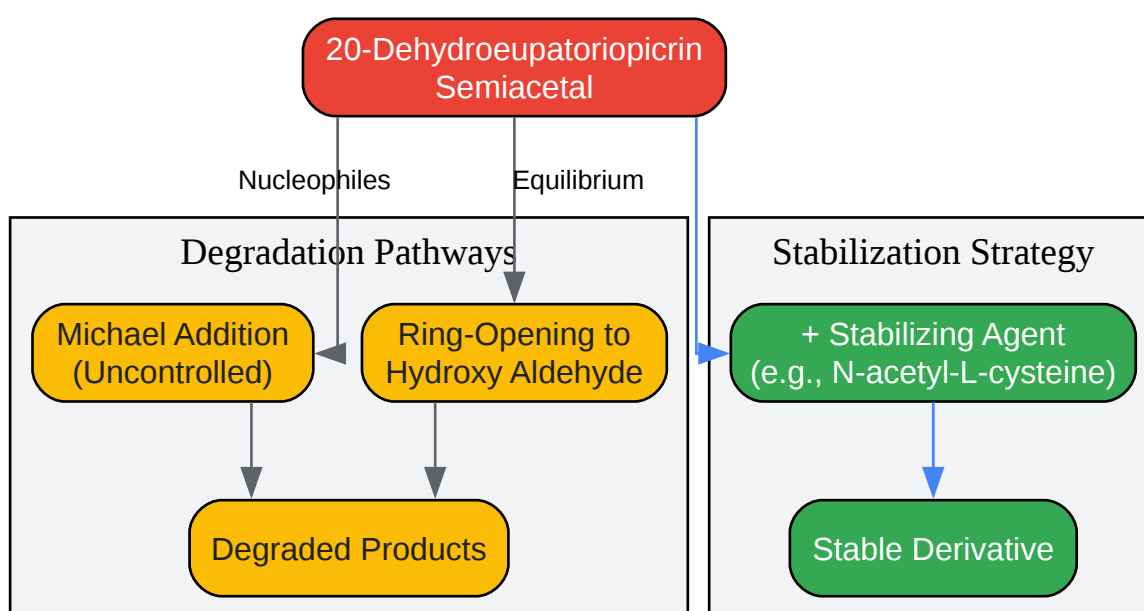 20-Dehydroeupatoriopicrin
Semiacetal
Nucleophiles
Equilibrium
Degradation Pathways
Stabilization Strategy
Michael Addition
(Uncontrolled)
Ring-Opening to
Hydroxy Aldehyde
+ Stabilizing Agent
(e.g., N-acetyl-L-cysteine)
Degraded Products
Stable Derivative